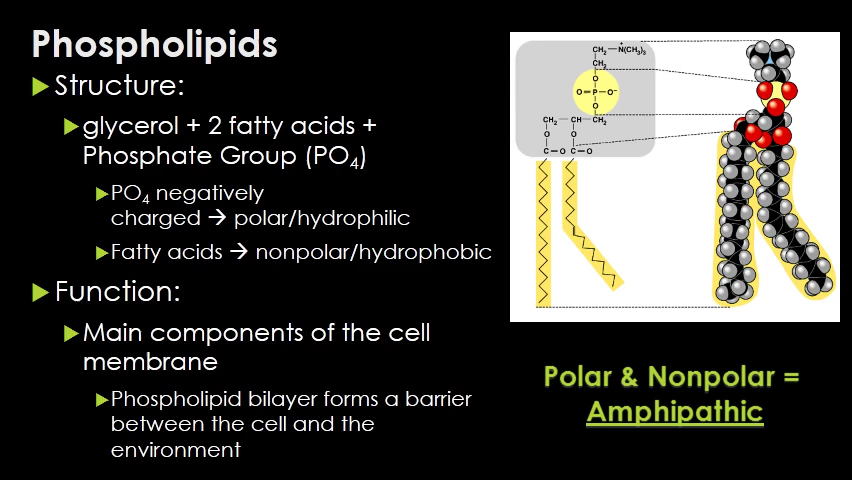 Phospholipids
Structure:
glycerol + 2 fatty acids +
Phosphate Group (PO₄)
PO₄ negatively
charged → polar/hydrophilic
Fatty acids → nonpolar/hydrophobic
Function:
Main components of the cell
membrane
Phospholipid bilayer forms a barrier
between the cell and the
environment
CH₂ N(CH₃)₃
+
CH₂
O
O P O⁻
O
CH₂ CH CH₂
O O
C O C O
Polar & Nonpolar =
Amphipathic